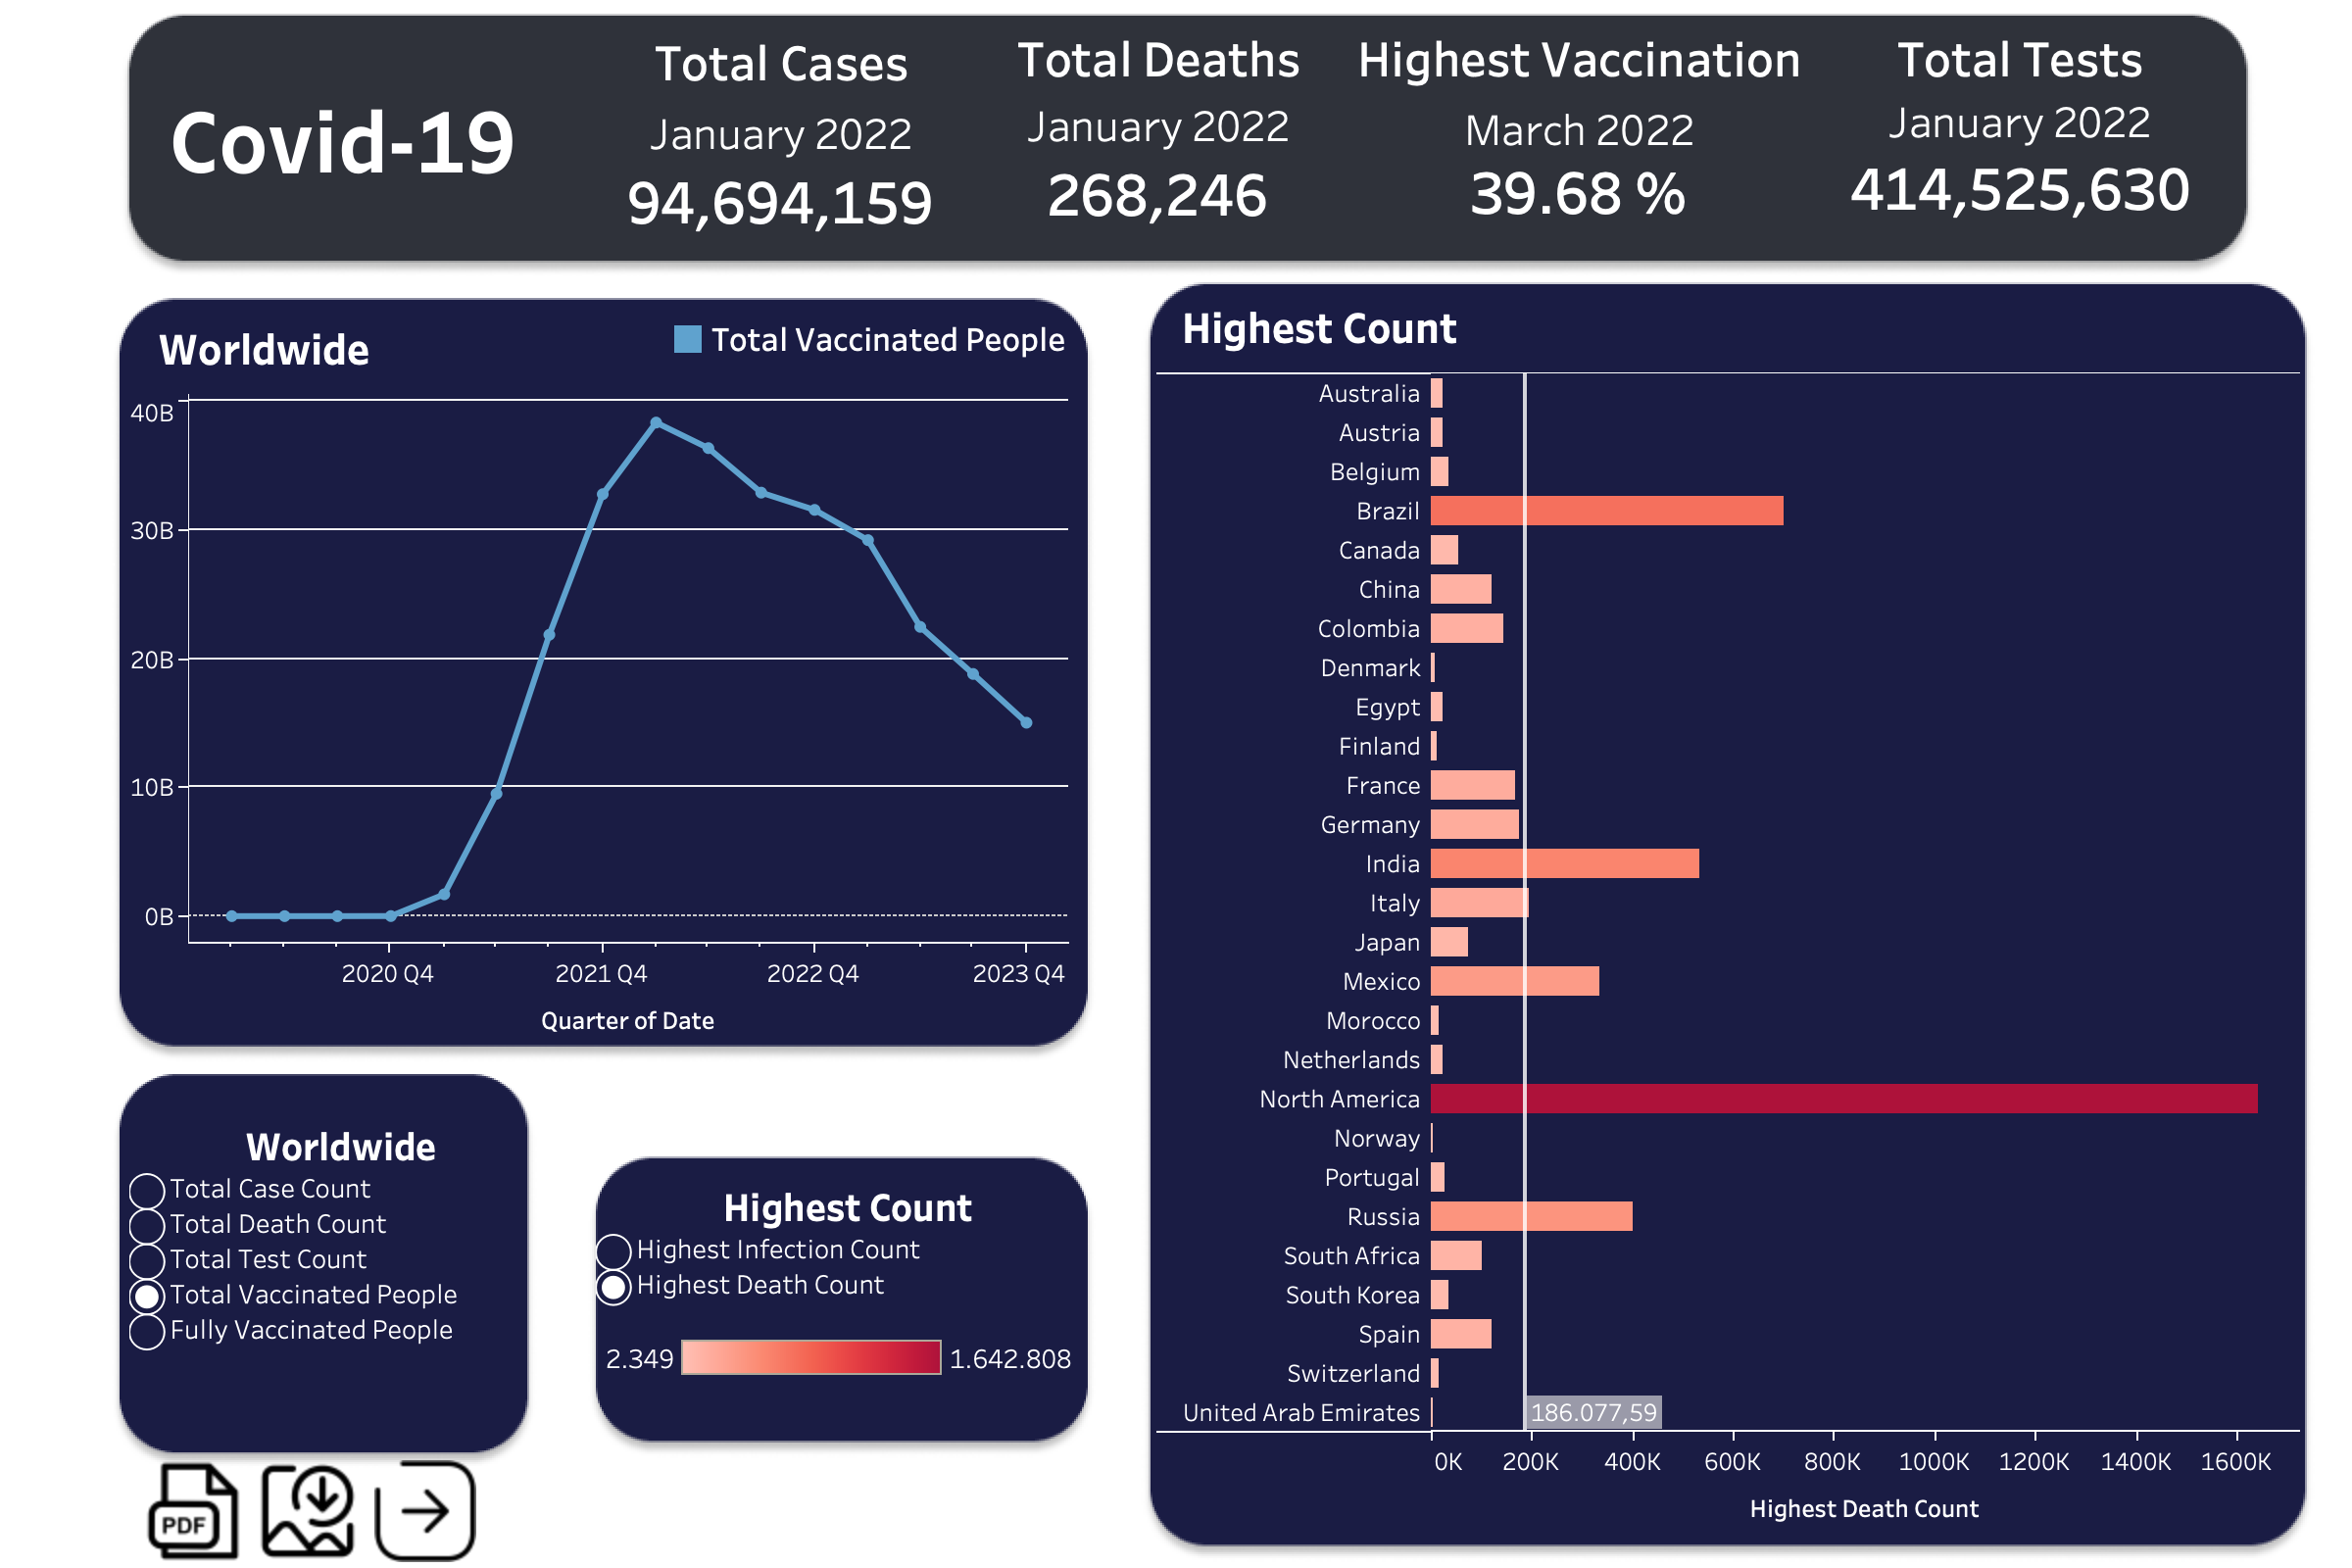 Covid-19
Total Cases
January 2022
94,694,159
Total Deaths
January 2022
268,246
Highest Vaccination
March 2022
39.68 %
Total Tests
January 2022
414,525,630
Worldwide
Total Vaccinated People
40B
30B
20B
10B
0B
2020 Q4
2021 Q4
2022 Q4
2023 Q4
Quarter of Date
Worldwide
Total Case Count
Total Death Count
Total Test Count
Total Vaccinated People
Fully Vaccinated People
Highest Count
Highest Infection Count
Highest Death Count
2.349
1.642.808
PDF
Highest Count
Australia
Austria
Belgium
Brazil
Canada
China
Colombia
Denmark
Egypt
Finland
France
Germany
India
Italy
Japan
Mexico
Morocco
Netherlands
North America
Norway
Portugal
Russia
South Africa
South Korea
Spain
Switzerland
United Arab Emirates
186.077,59
0K
200K
400K
600K
800K
1000K
1200K
1400K
1600K
Highest Death Count